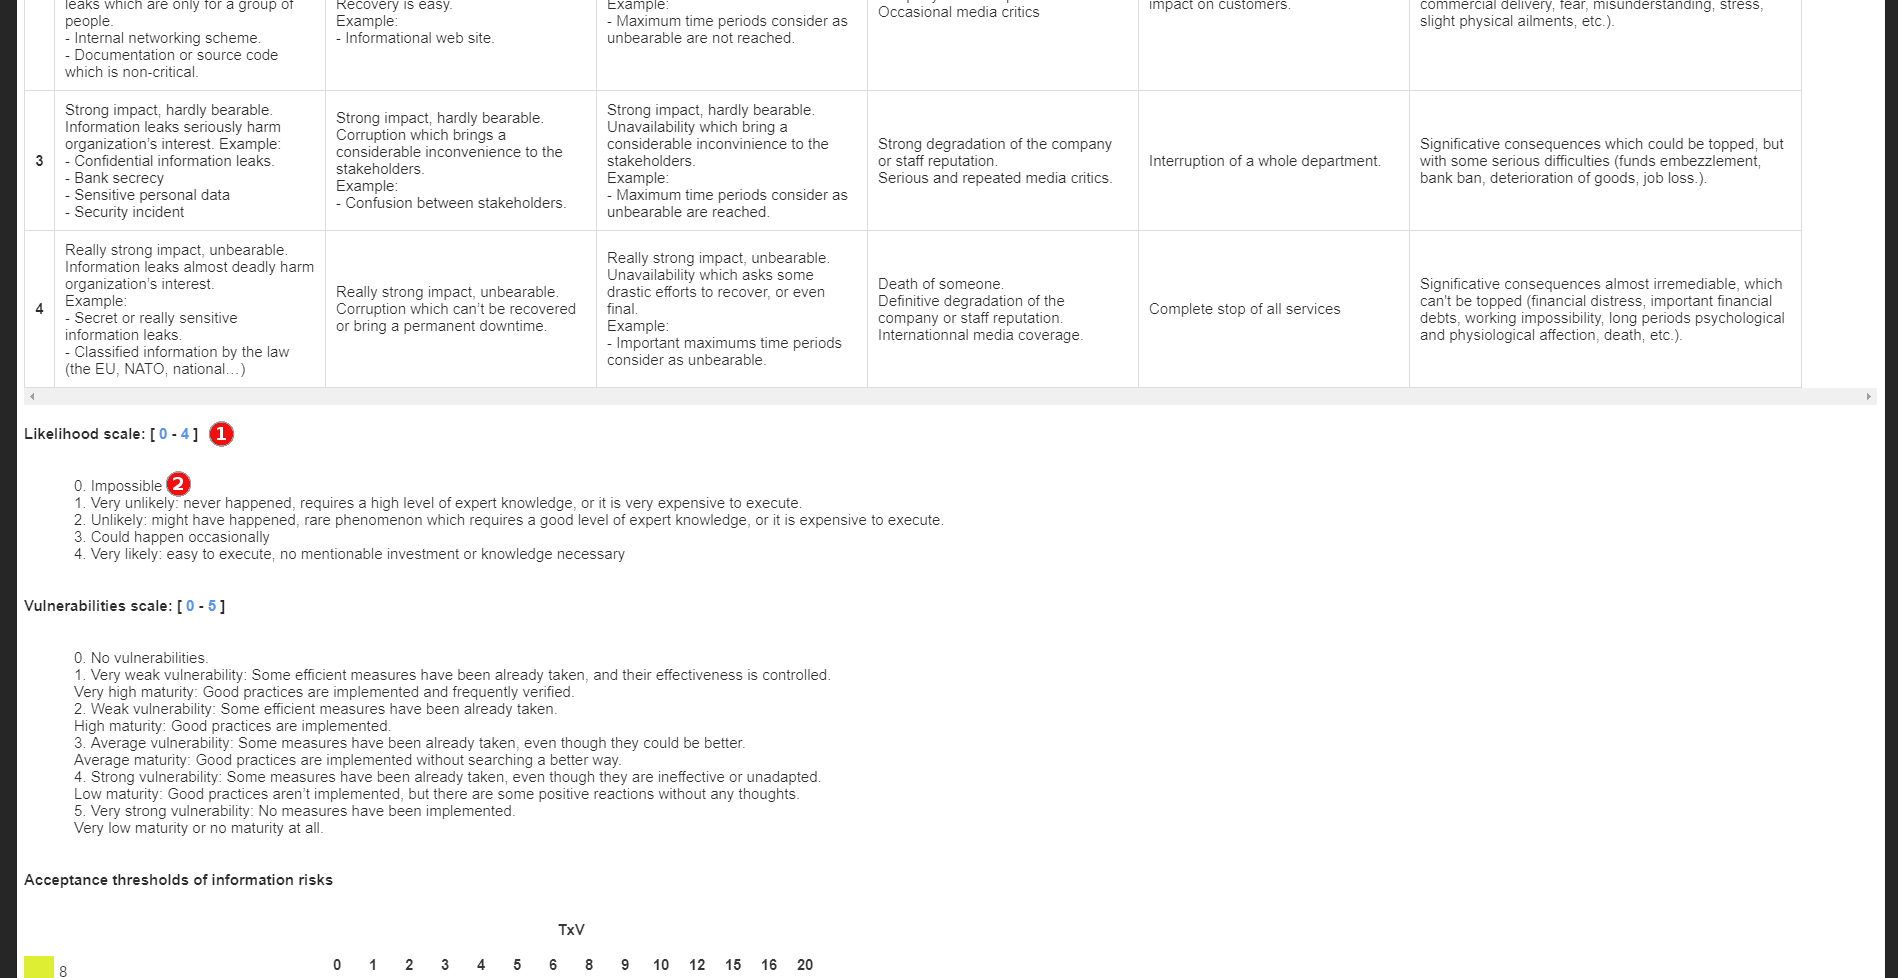 leaks which are only for a group of
people.
- Internal networking scheme.
- Documentation or source code
which is non-critical.
Recovery is easy.
Example:
- Informational web site.
Example:
- Maximum time periods consider as
unbearable are not reached.
Occasional media critics
impact on customers.
commercial delivery, fear, misunderstanding, stress,
slight physical ailments, etc.).
3
Strong impact, hardly bearable.
Information leaks seriously harm
organization's interest. Example:
- Confidential information leaks.
- Bank secrecy
- Sensitive personal data
- Security incident
Strong impact, hardly bearable.
Corruption which brings a
considerable inconvenience to the
stakeholders.
Example:
- Confusion between stakeholders.
Strong impact, hardly bearable.
Unavailability which bring a
considerable inconvinience to the
stakeholders.
Example:
- Maximum time periods consider as
unbearable are reached.
Strong degradation of the company
or staff reputation.
Serious and repeated media critics.
Interruption of a whole department.
Significative consequences which could be topped, but
with some serious difficulties (funds embezzlement,
bank ban, deterioration of goods, job loss.).
4
Really strong impact, unbearable.
Information leaks almost deadly harm
organization's interest.
Example:
- Secret or really sensitive
information leaks.
- Classified information by the law
(the EU, NATO, national…)
Really strong impact, unbearable.
Corruption which can't be recovered
or bring a permanent downtime.
Really strong impact, unbearable.
Unavailability which asks some
drastic efforts to recover, or even
final.
Example:
- Important maximums time periods
consider as unbearable.
Death of someone.
Definitive degradation of the
company or staff reputation.
Internationnal media coverage.
Complete stop of all services
Significative consequences almost irremediable, which
can't be topped (financial distress, important financial
debts, working impossibility, long periods psychological
and physiological affection, death, etc.).
Likelihood scale: [ 0 - 4 ] 1
0. Impossible 2
1. Very unlikely: never happened, requires a high level of expert knowledge, or it is very expensive to execute.
2. Unlikely: might have happened, rare phenomenon which requires a good level of expert knowledge, or it is expensive to execute.
3. Could happen occasionally
4. Very likely: easy to execute, no mentionable investment or knowledge necessary
Vulnerabilities scale: [ 0 - 5 ]
0. No vulnerabilities.
1. Very weak vulnerability: Some efficient measures have been already taken, and their effectiveness is controlled.
Very high maturity: Good practices are implemented and frequently verified.
2. Weak vulnerability: Some efficient measures have been already taken.
High maturity: Good practices are implemented.
3. Average vulnerability: Some measures have been already taken, even though they could be better.
Average maturity: Good practices are implemented without searching a better way.
4. Strong vulnerability: Some measures have been already taken, even though they are ineffective or unadapted.
Low maturity: Good practices aren't implemented, but there are some positive reactions without any thoughts.
5. Very strong vulnerability: No measures have been implemented.
Very low maturity or no maturity at all.
Acceptance thresholds of information risks
TxV
0 1 2 3 4 5 6 8 9 10 12 15 16 20
8